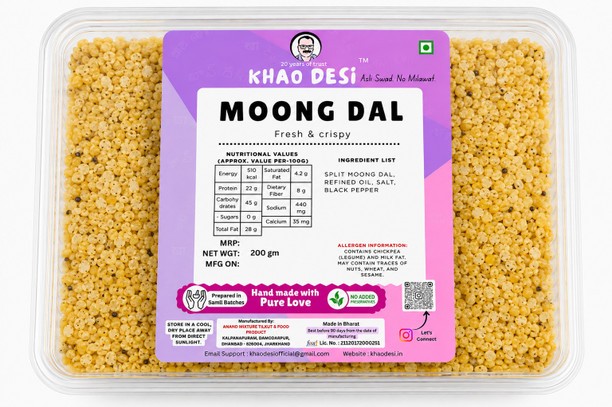 20 years of trust
KHAO DESI TM
Asli Swad. No Milawat.
MOONG DAL
Fresh & crispy
NUTRITIONAL VALUES
(APPROX. VALUE PER-100G)
Energy 510 kcal Saturated Fat 4.2 g
Protein 22 g Dietary Fiber 8 g
Carbohydrates 45 g Sodium 440 mg
- Sugars 0 g Calcium 35 mg
Total Fat 28 g
INGREDIENT LIST
SPLIT MOONG DAL,
REFINED OIL, SALT,
BLACK PEPPER
MRP:
NET WGT: 200 gm
MFG ON:
ALLERGEN INFORMATION:
CONTAINS CHICKPEA
(LEGUME) AND MILK FAT.
MAY CONTAIN TRACES OF
NUTS, WHEAT, AND
SESAME.
Prepared in
Samll Batches
Hand made with
Pure Love
NO ADDED
PRESERVATIVES
STORE IN A COOL,
DRY PLACE AWAY
FROM DIRECT
SUNLIGHT.
Manufactured By:
ANAND MIXTURE TILKUT & FOOD
PRODUCT
KALPANAPURAM, DAMODARPUR,
DHANBAD - 826004, JHARKHAND
Made in Bharat
Best before 90 days from the date of
manufacturing
fssai Lic. No. : 21120172000251
Let's
Connect
Email Support : khaodesiofficial@gmail.com Website : khaodesi.in